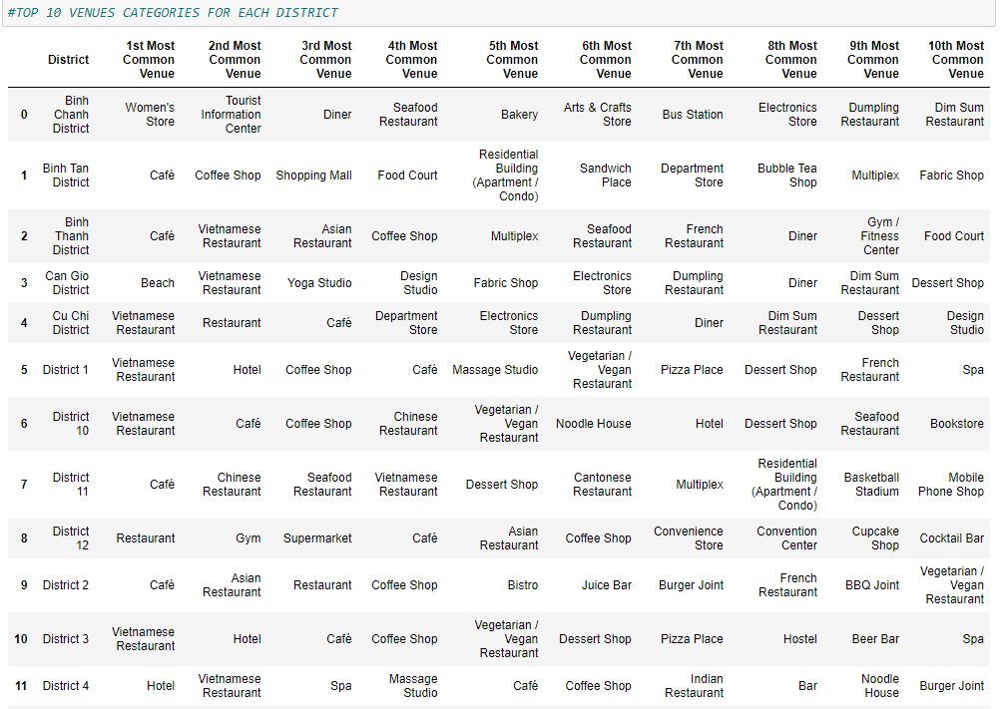 #TOP 10 VENUES CATEGORIES FOR EACH DISTRICT
District 1st Most Common Venue 2nd Most Common Venue 3rd Most Common Venue 4th Most Common Venue 5th Most Common Venue 6th Most Common Venue 7th Most Common Venue 8th Most Common Venue 9th Most Common Venue 10th Most Common Venue
0 Binh Chanh District Women's Store Tourist Information Center Diner Seafood Restaurant Bakery Arts & Crafts Store Bus Station Electronics Store Dumpling Restaurant Dim Sum Restaurant
1 Binh Tan District Café Coffee Shop Shopping Mall Food Court Residential Building (Apartment / Condo) Sandwich Place Department Store Bubble Tea Shop Multiplex Fabric Shop
2 Binh Thanh District Café Vietnamese Restaurant Asian Restaurant Coffee Shop Multiplex Seafood Restaurant French Restaurant Diner Gym / Fitness Center Food Court
3 Can Gio District Beach Vietnamese Restaurant Yoga Studio Design Studio Fabric Shop Electronics Store Dumpling Restaurant Diner Dim Sum Restaurant Dessert Shop
4 Cu Chi District Vietnamese Restaurant Restaurant Café Department Store Electronics Store Dumpling Restaurant Diner Dim Sum Restaurant Dessert Shop Design Studio
5 District 1 Vietnamese Restaurant Hotel Coffee Shop Café Massage Studio Vegetarian / Vegan Restaurant Pizza Place Dessert Shop French Restaurant Spa
6 District 10 Vietnamese Restaurant Café Coffee Shop Chinese Restaurant Vegetarian / Vegan Restaurant Noodle House Hotel Dessert Shop Seafood Restaurant Bookstore
7 District 11 Café Chinese Restaurant Seafood Restaurant Vietnamese Restaurant Dessert Shop Cantonese Restaurant Multiplex Residential Building (Apartment / Condo) Basketball Stadium Mobile Phone Shop
8 District 12 Restaurant Gym Supermarket Café Asian Restaurant Coffee Shop Convenience Store Convention Center Cupcake Shop Cocktail Bar
9 District 2 Café Asian Restaurant Restaurant Coffee Shop Bistro Juice Bar Burger Joint French Restaurant BBQ Joint Vegetarian / Vegan Restaurant
10 District 3 Vietnamese Restaurant Hotel Café Coffee Shop Vegetarian / Vegan Restaurant Dessert Shop Pizza Place Hostel Beer Bar Spa
11 District 4 Hotel Vietnamese Restaurant Spa Massage Studio Café Coffee Shop Indian Restaurant Bar Noodle House Burger Joint